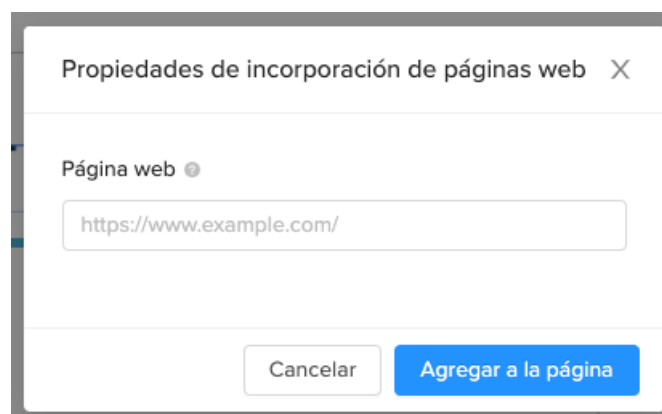 Propiedades de incorporación de páginas web X
Página web ?
https://www.example.com/
Cancelar Agregar a la página